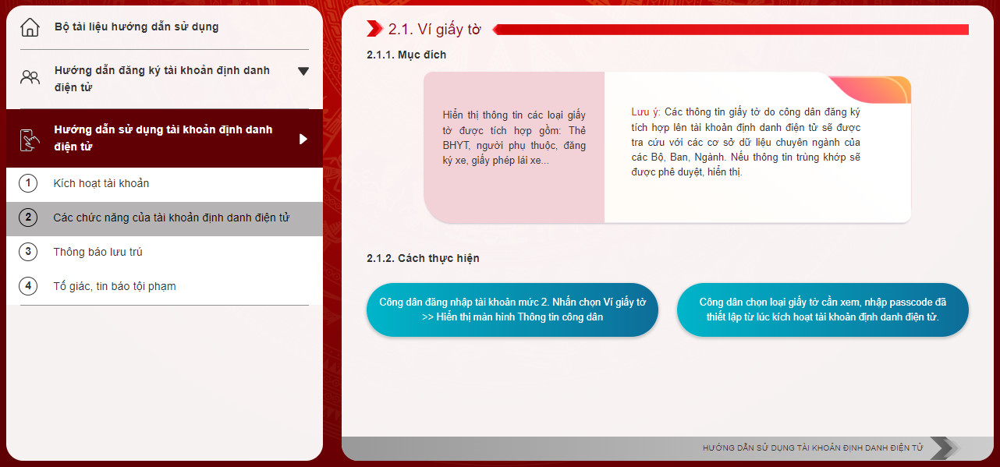 Bộ tài liệu hướng dẫn sử dụng
Hướng dẫn đăng ký tài khoản định danh
điện tử
Hướng dẫn sử dụng tài khoản định danh
điện tử
1 Kích hoạt tài khoản
2 Các chức năng của tài khoản định danh điện tử
3 Thông báo lưu trú
4 Tố giác, tin báo tội phạm
2.1. Ví giấy tờ
2.1.1. Mục đích
Hiển thị thông tin các loại giấy
tờ được tích hợp gồm: Thẻ
BHYT, người phụ thuộc, đăng
ký xe, giấy phép lái xe...
Lưu ý: Các thông tin giấy tờ do công dân đăng ký
tích hợp lên tài khoản định danh điện tử sẽ được
tra cứu với các cơ sở dữ liệu chuyên ngành của
các Bộ, Ban, Ngành. Nếu thông tin trùng khớp sẽ
được phê duyệt, hiển thị.
2.1.2. Cách thực hiện
Công dân đăng nhập tài khoản mức 2. Nhấn chọn Ví giấy tờ
>> Hiển thị màn hình Thông tin công dân
Công dân chọn loại giấy tờ cần xem, nhập passcode đã
thiết lập từ lúc kích hoạt tài khoản định danh điện tử.
HƯỚNG DẪN SỬ DỤNG TÀI KHOẢN ĐỊNH DANH ĐIỆN TỬ